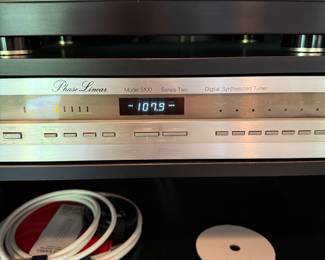 Phase Linear Model 5100 Series Two Digital Synthesized Tuner
107.9